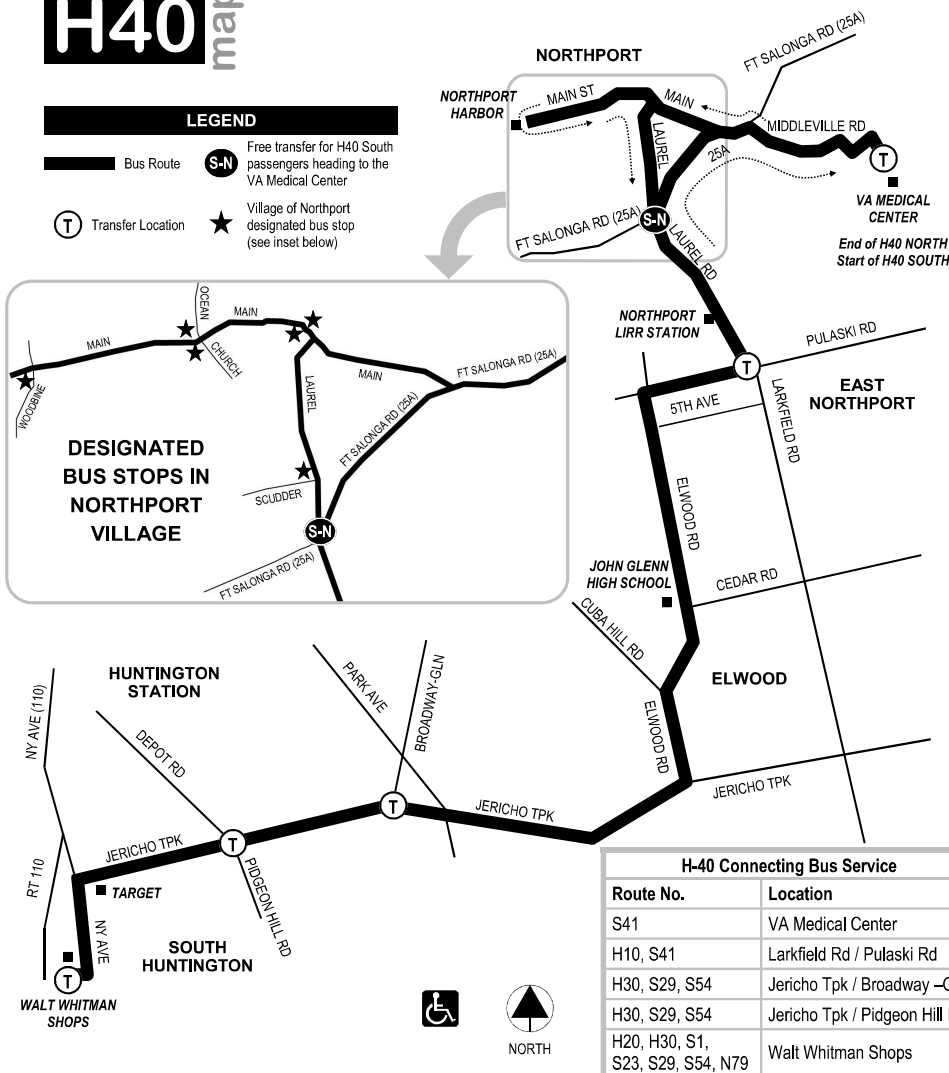 H40
map
LEGEND
Bus Route
S-N
Free transfer for H40 South
passengers heading to the
VA Medical Center
T
Transfer Location
Village of Northport
designated bus stop
(see inset below)
NORTHPORT
FT SALONGA RD (25A)
NORTHPORT
HARBOR
MAIN ST
MAIN
MIDDLEVILLE RD
LAUREL
25A
T
VA MEDICAL
CENTER
End of H40 NORTH
Start of H40 SOUTH
S-N
FT SALONGA RD (25A)
LAUREL RD
NORTHPORT
LIRR STATION
PULASKI RD
T
5TH AVE
LARKFIELD RD
EAST
NORTHPORT
ELWOOD RD
JOHN GLENN
HIGH SCHOOL
CEDAR RD
CUBA HILL RD
ELWOOD
ELWOOD RD
JERICHO TPK
OCEAN
MAIN
MAIN
CHURCH
WOODBINE
LAUREL
MAIN
FT SALONGA RD (25A)
FT SALONGA RD (25A)
DESIGNATED
BUS STOPS IN
NORTHPORT
VILLAGE
SCUDDER
S-N
FT SALONGA RD (25A)
HUNTINGTON
STATION
NY AVE (110)
DEPOT RD
PARK AVE
BROADWAY-GLN
T
JERICHO TPK
T
JERICHO TPK
RT 110
TARGET
PIDGEON HILL RD
NY AVE
SOUTH
HUNTINGTON
T
WALT WHITMAN
SHOPS
NORTH
H-40 Connecting Bus Service
Route No. Location
S41 VA Medical Center
H10, S41 Larkfield Rd / Pulaski Rd
H30, S29, S54 Jericho Tpk / Broadway –
H30, S29, S54 Jericho Tpk / Pidgeon Hill
H20, H30, S1,
S23, S29, S54, N79 Walt Whitman Shops